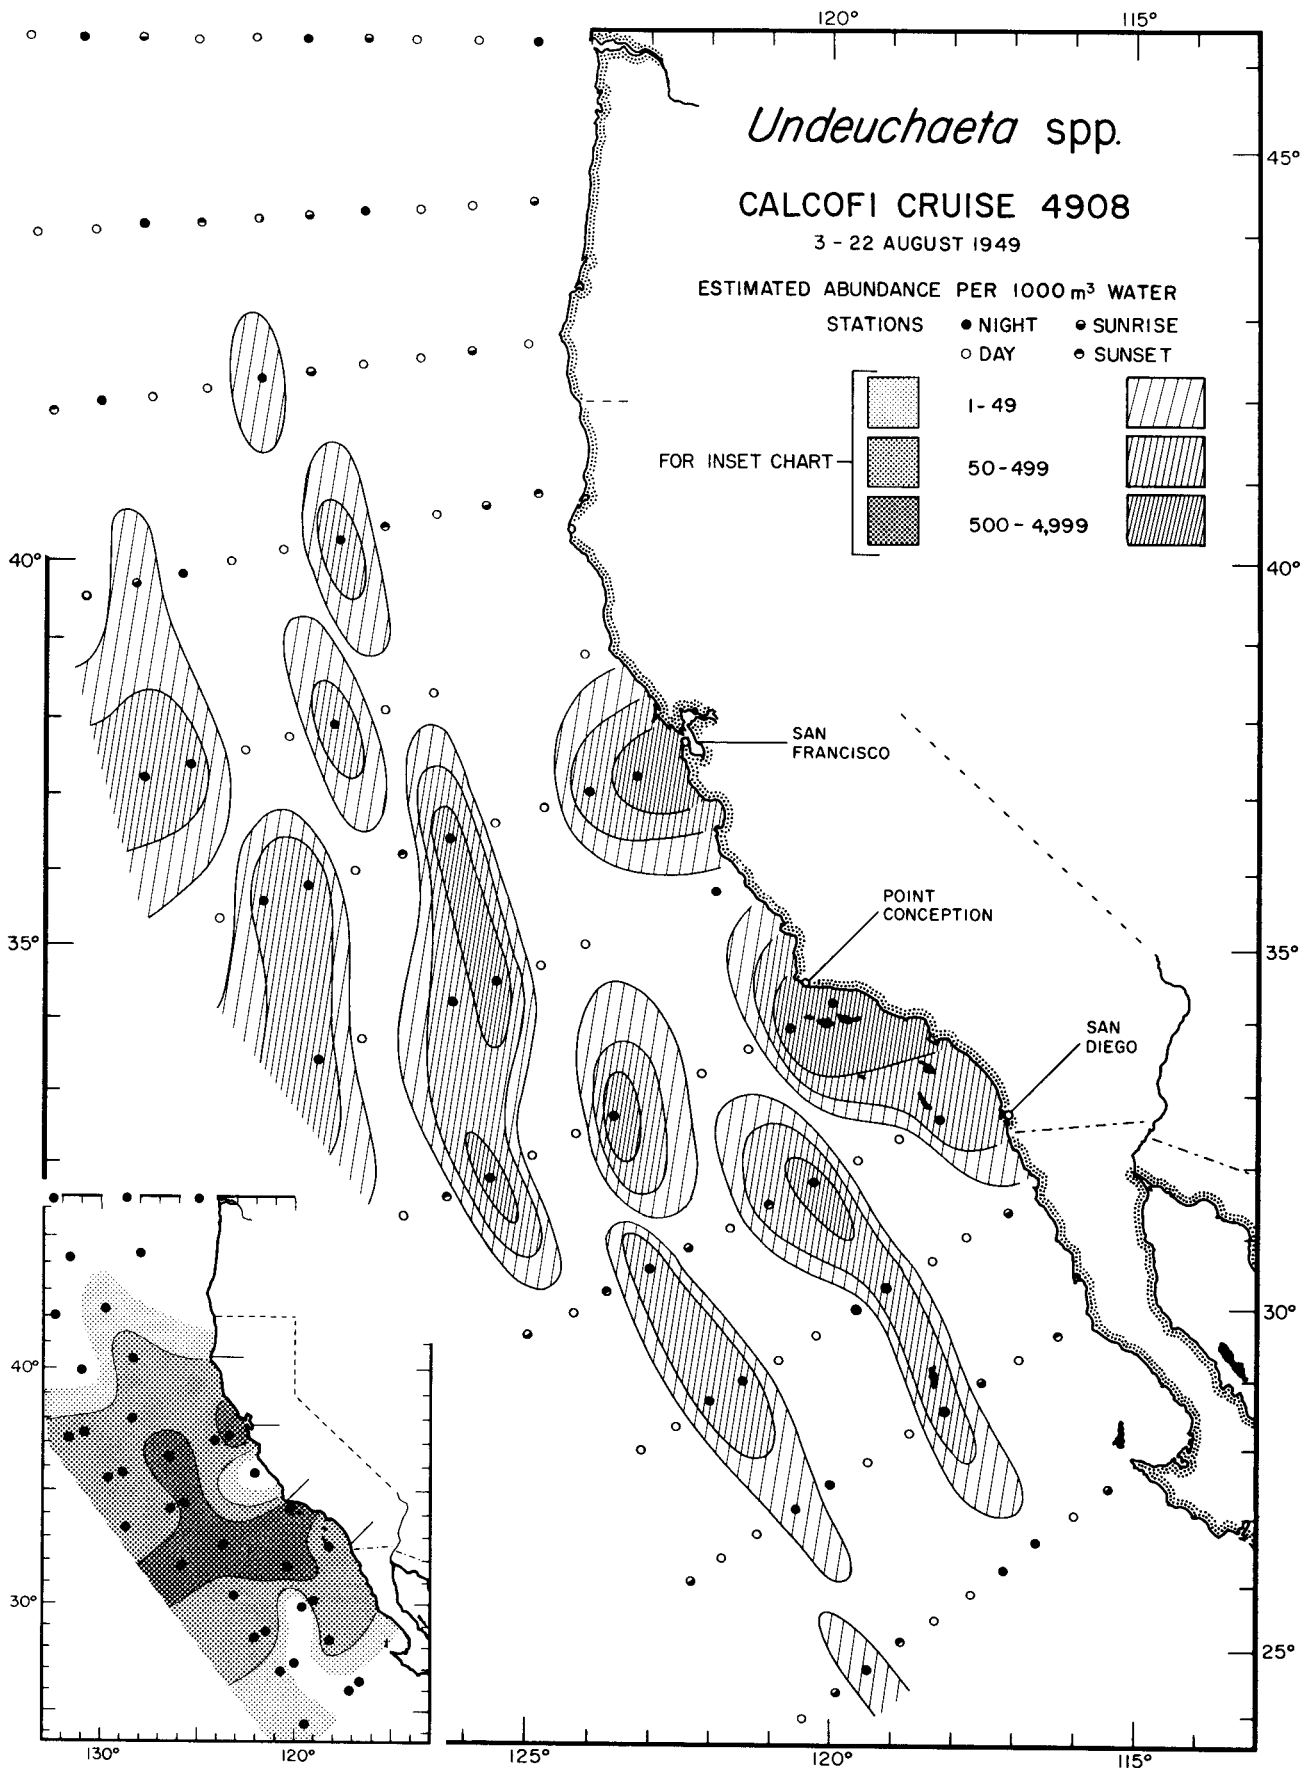 120° 115°
Undeuchaeta spp.
45°
CALCOFI CRUISE 4908
3 - 22 AUGUST 1949
ESTIMATED ABUNDANCE PER 1000 m³ WATER
STATIONS ● NIGHT ◒ SUNRISE
○ DAY ◓ SUNSET
1 - 49
FOR INSET CHART
50 - 499
500 - 4,999
40° 40°
SAN
FRANCISCO
POINT
CONCEPTION
35° 35°
SAN
DIEGO
30°
40°
30°
25°
130° 120° 125° 120° 115°